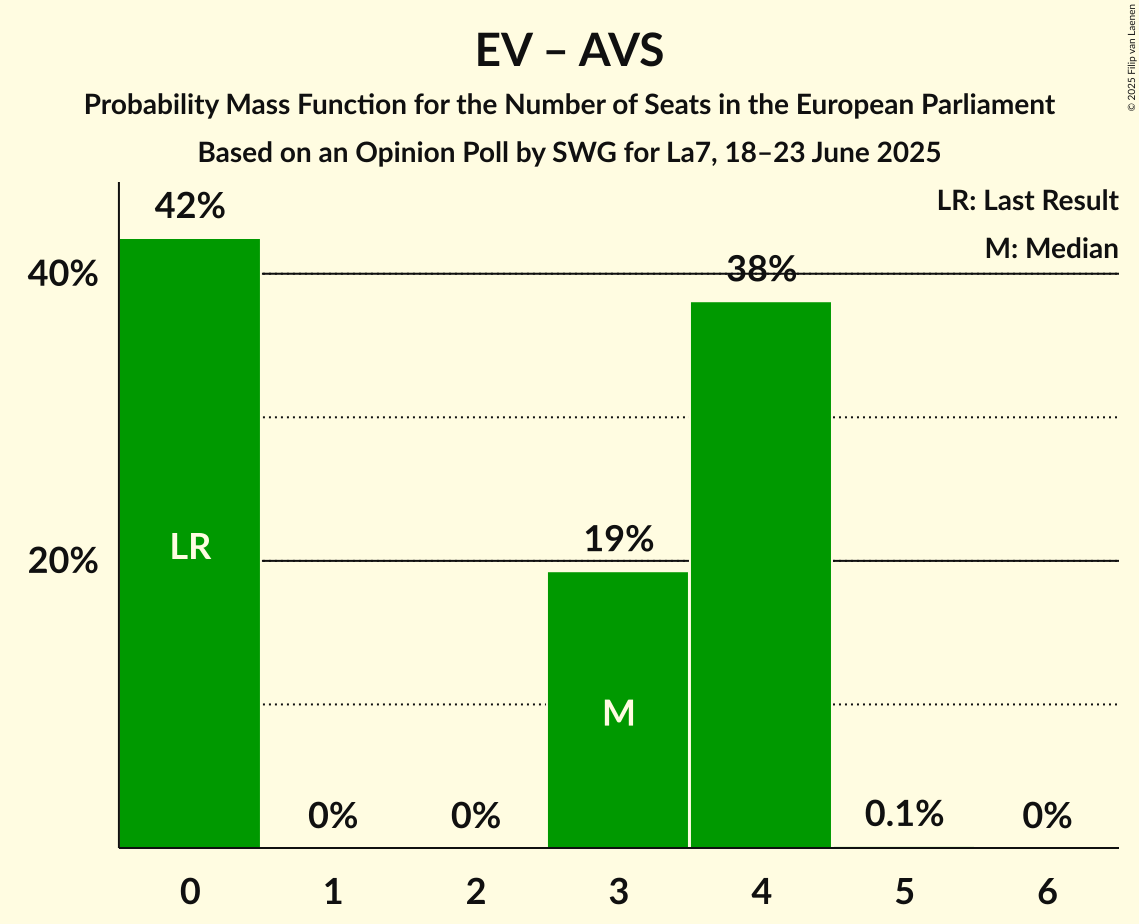 EV – AVS
Probability Mass Function for the Number of Seats in the European Parliament
Based on an Opinion Poll by SWG for La7, 18–23 June 2025
© 2025 Filip van Laenen
LR: Last Result
M: Median
42%
40%
38%
20%
19%
LR
M
0%
0%
0.1%
0%
0
1
2
3
4
5
6